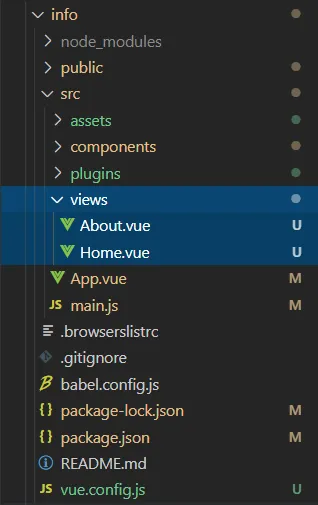 info
node_modules
public
src
assets
components
plugins
views
About.vue U
Home.vue U
App.vue M
JS main.js M
.browserslistrc
.gitignore
babel.config.js
{} package-lock.json M
{} package.json M
README.md
JS vue.config.js U